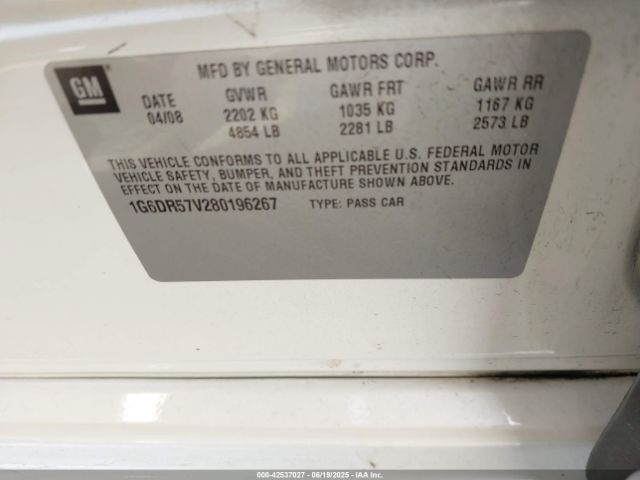 GM
MFD BY GENERAL MOTORS CORP.
DATE GVWR GAWR FRT GAWR RR
04/08 2202 KG 1035 KG 1167 KG
4854 LB 2281 LB 2573 LB
THIS VEHICLE CONFORMS TO ALL APPLICABLE U.S. FEDERAL MOTOR
VEHICLE SAFETY, BUMPER, AND THEFT PREVENTION STANDARDS IN
EFFECT ON THE DATE OF MANUFACTURE SHOWN ABOVE.
1G6DR57V280196267 TYPE: PASS CAR
000-42537027 - 06/19/2025 - IAAI.COM